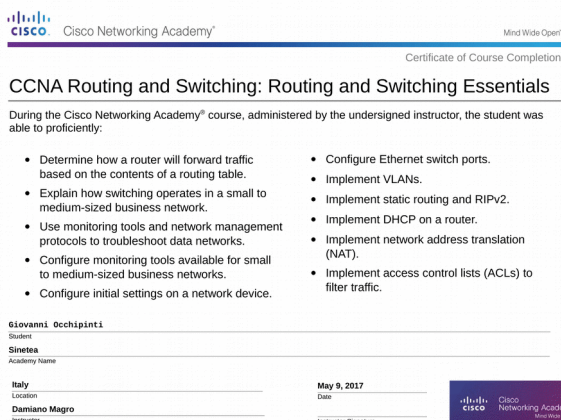 CISCO. Cisco Networking Academy®
Mind Wide Open
Certificate of Course Completion
CCNA Routing and Switching: Routing and Switching Essentials
During the Cisco Networking Academy® course, administered by the undersigned instructor, the student was
able to proficiently:
• Determine how a router will forward traffic
based on the contents of a routing table.
• Explain how switching operates in a small to
medium-sized business network.
• Use monitoring tools and network management
protocols to troubleshoot data networks.
• Configure monitoring tools available for small
to medium-sized business networks.
• Configure initial settings on a network device.
• Configure Ethernet switch ports.
• Implement VLANs.
• Implement static routing and RIPv2.
• Implement DHCP on a router.
• Implement network address translation
(NAT).
• Implement access control lists (ACLs) to
filter traffic.
Giovanni Occhipinti
Student
Sinetea
Academy Name
Italy
Location
May 9, 2017
Date
Damiano Magro
CISCO
Cisco
Networking
Mind Wide